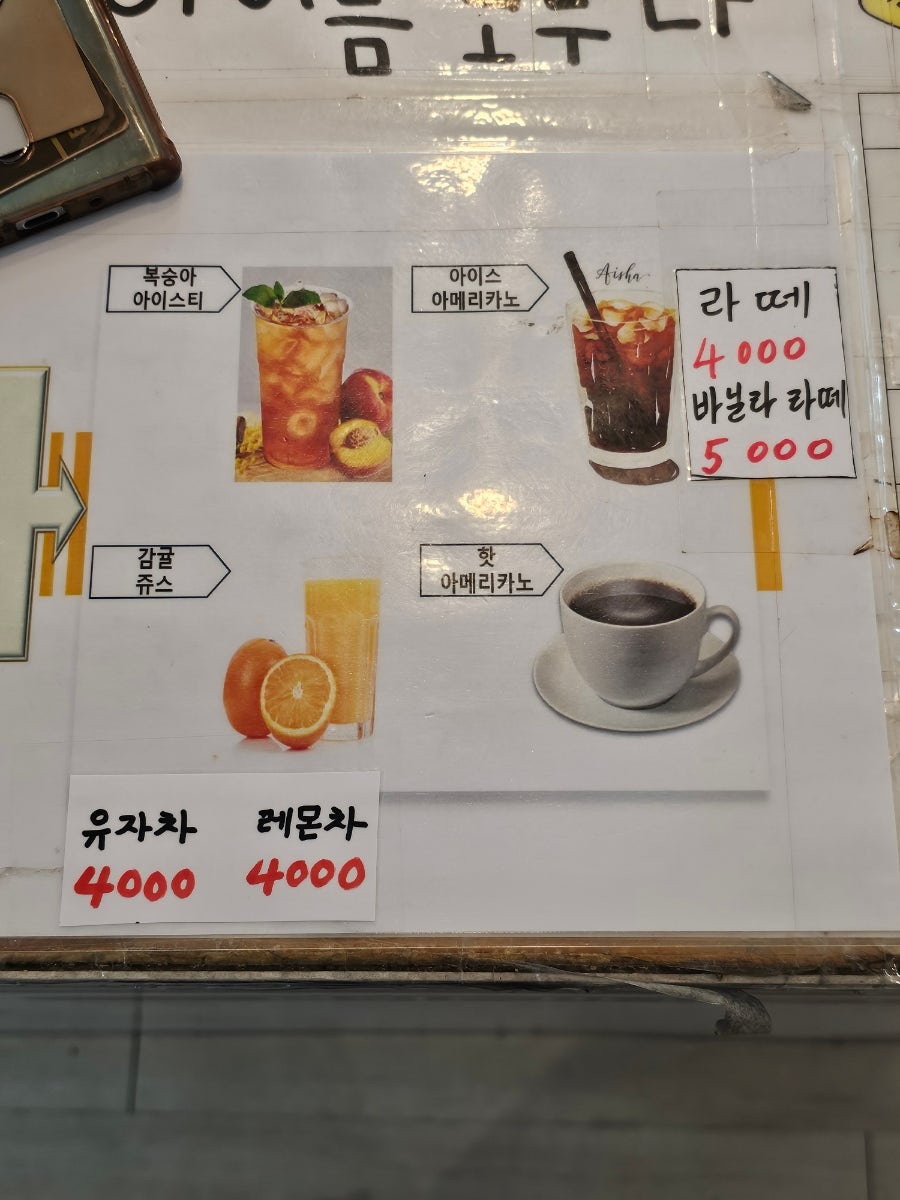 복숭아
아이스티
아이스
아메리카노
Aisha
라떼
4000
바닐라 라떼
5000
감귤
쥬스
핫
아메리카노
유자차
4000
레몬차
4000